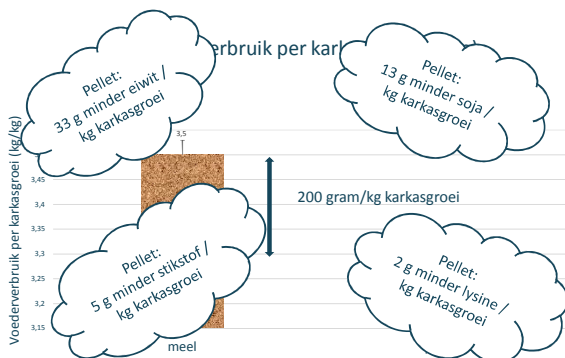 verbruik per
Pellet:
33 g minder eiwit /
kg karkasgroei
Pellet:
13 g minder soja /
kg karkasgroei
Voederverbruik per karkasgroei (kg/kg)
3,5
3,45
3,4
3,35
3,3
3,25
3,2
3,15
200 gram/kg karkasgroei
Pellet:
5 g minder stikstof /
kg karkasgroei
Pellet:
2 g minder lysine /
kg karkasgroei
meel